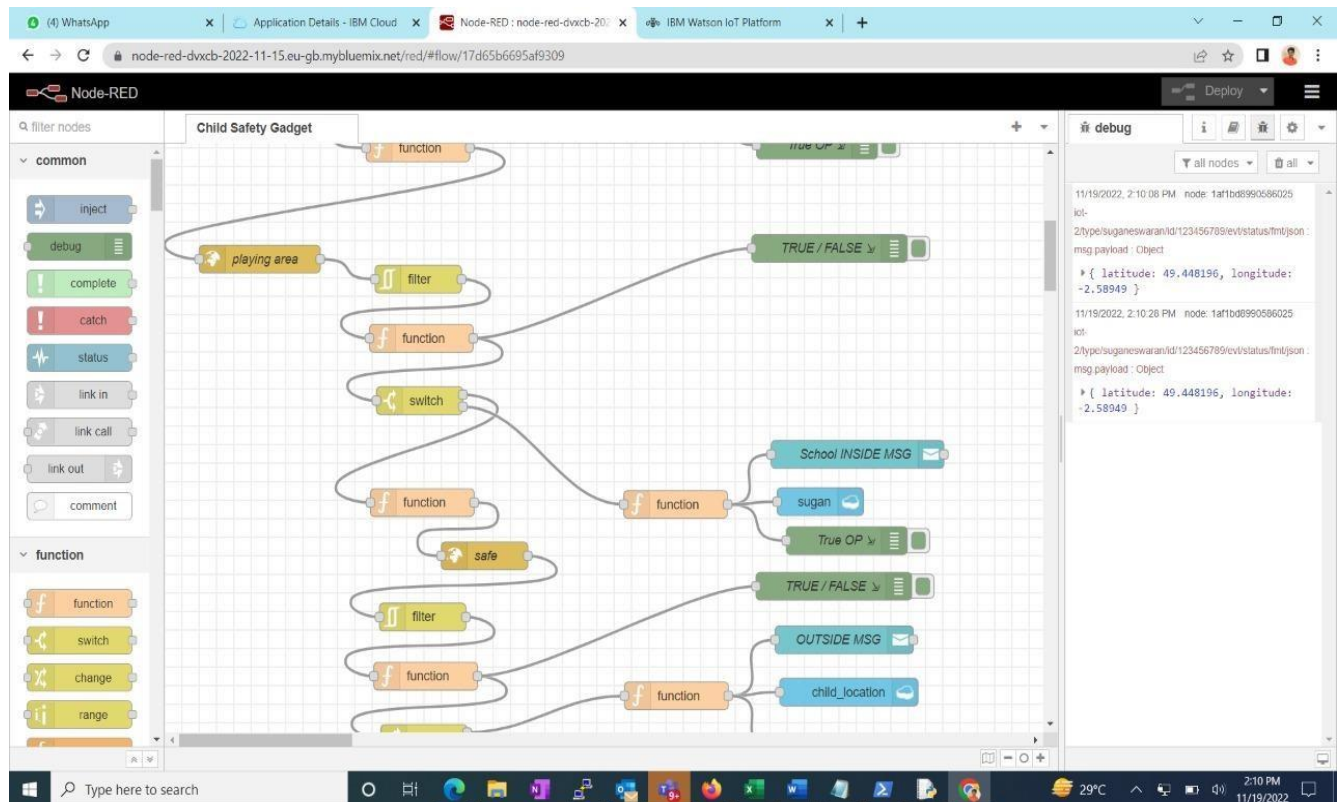 (4) WhatsApp
Application Details - IBM Cloud
Node-RED : node-red-dvxcb-202
IBM Watson IoT Platform
node-red-dvxcb-2022-11-15.eu-gb.mybluemix.net/red/#flow/17d65b6695af9309
Node-RED
Deploy
filter nodes
Child Safety Gadget
debug
all nodes
all
common
inject
debug
complete
catch
status
link in
link call
link out
comment
function
function
switch
change
range
function
True OP
playing area
filter
TRUE / FALSE
function
switch
School INSIDE MSG
function
function
sugan
True OP
safe
TRUE / FALSE
filter
OUTSIDE MSG
function
function
child_location
11/19/2022, 2:10:08 PM node: 1af1bd8990586025
iot-
2/type/suganeswaran/id/123456789/evt/status/fmt/json :
msg.payload : Object
{ latitude: 49.448196, longitude:
-2.58949 }
11/19/2022, 2:10:28 PM node: 1af1bd8990586025
iot-
2/type/suganeswaran/id/123456789/evt/status/fmt/json :
msg.payload : Object
{ latitude: 49.448196, longitude:
-2.58949 }
Type here to search
29°C
2:10 PM
11/19/2022